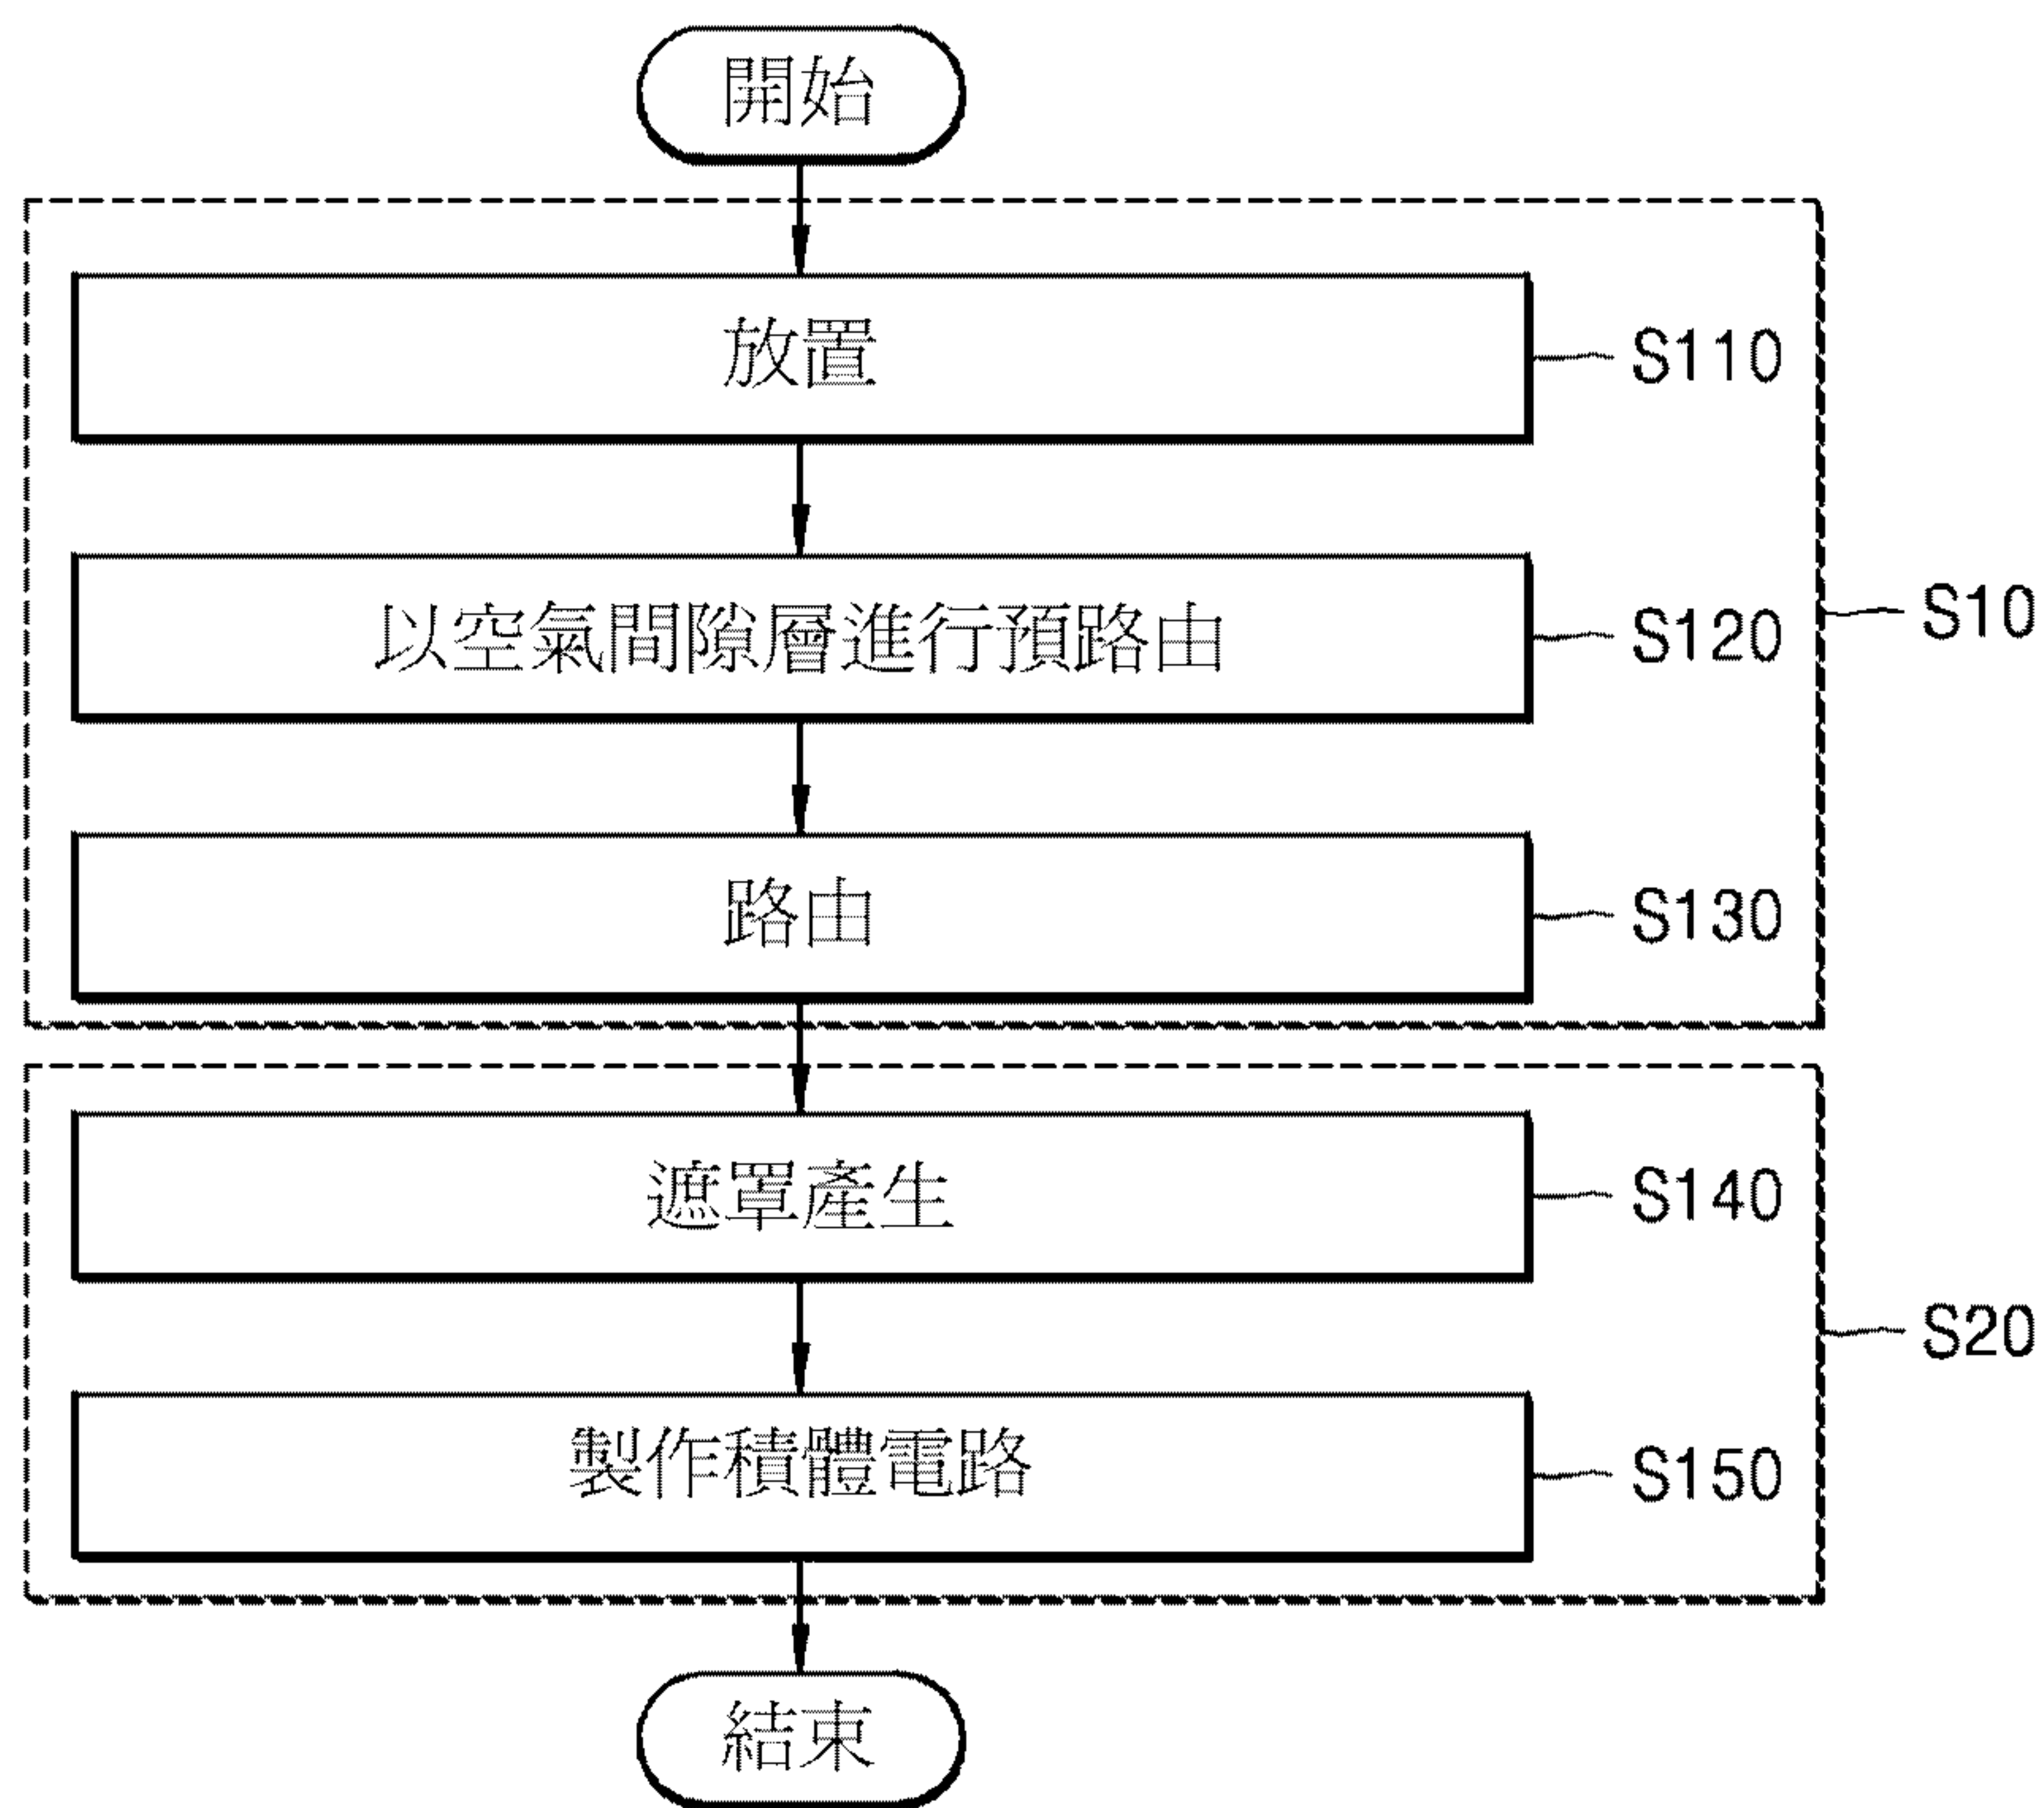 開始
放置
S110
以空氣間隙層進行預路由
S120
S10
路由
S130
遮罩產生
S140
S20
製作積體電路
S150
結束